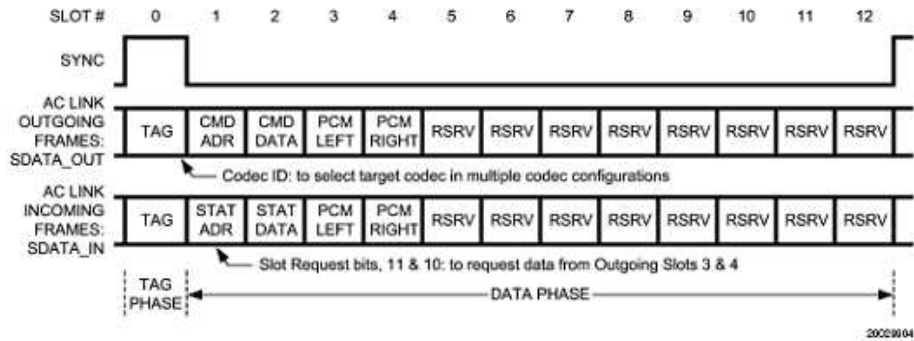 SLOT # 0 1 2 3 4 5 6 7 8 9 10 11 12
SYNC
AC LINK
OUTGOING
FRAMES:
SDATA_OUT
TAG CMD ADR CMD DATA PCM LEFT PCM RIGHT RSRV RSRV RSRV RSRV RSRV RSRV RSRV RSRV
Codec ID: to select target codec in multiple codec configurations
AC LINK
INCOMING
FRAMES:
SDATA_IN
TAG STAT ADR STAT DATA PCM LEFT PCM RIGHT RSRV RSRV RSRV RSRV RSRV RSRV RSRV RSRV
Slot Request bits, 11 & 10: to request data from Outgoing Slots 3 & 4
TAG
PHASE
DATA PHASE
20029904